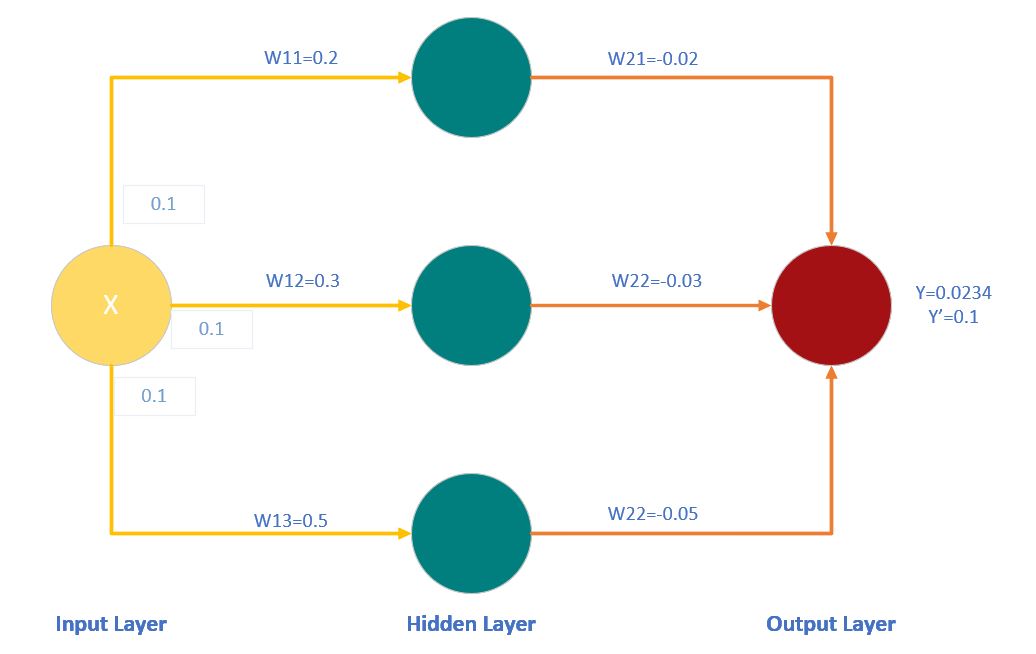 W11=0.2
W21=-0.02
0.1
W12=0.3
W22=-0.03
X
Y=0.0234
Y’=0.1
0.1
0.1
W13=0.5
W22=-0.05
Input Layer
Hidden Layer
Output Layer